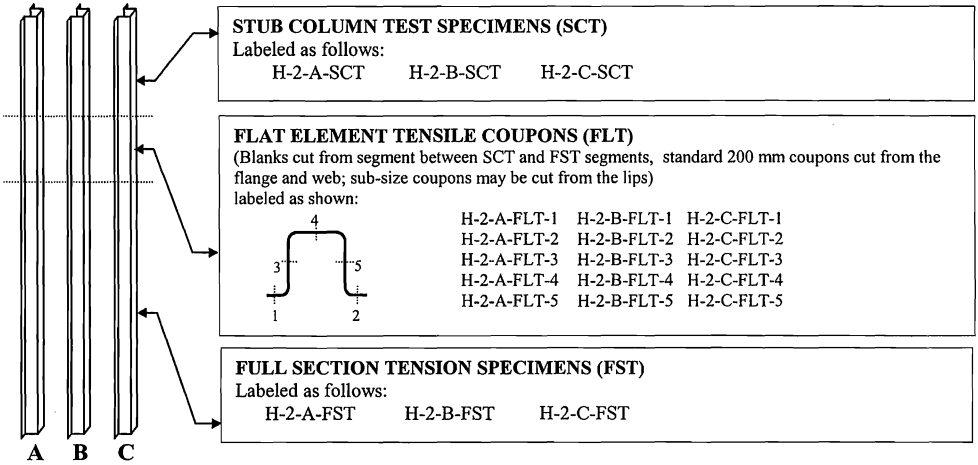 STUB COLUMN TEST SPECIMENS (SCT)
Labeled as follows:
H-2-A-SCT H-2-B-SCT H-2-C-SCT
FLAT ELEMENT TENSILE COUPONS (FLT)
(Blanks cut from segment between SCT and FST segments, standard 200 mm coupons cut from the
flange and web; sub-size coupons may be cut from the lips)
labeled as shown:
4
3
5
1
2
H-2-A-FLT-1 H-2-B-FLT-1 H-2-C-FLT-1
H-2-A-FLT-2 H-2-B-FLT-2 H-2-C-FLT-2
H-2-A-FLT-3 H-2-B-FLT-3 H-2-C-FLT-3
H-2-A-FLT-4 H-2-B-FLT-4 H-2-C-FLT-4
H-2-A-FLT-5 H-2-B-FLT-5 H-2-C-FLT-5
FULL SECTION TENSION SPECIMENS (FST)
Labeled as follows:
H-2-A-FST H-2-B-FST H-2-C-FST
A B C